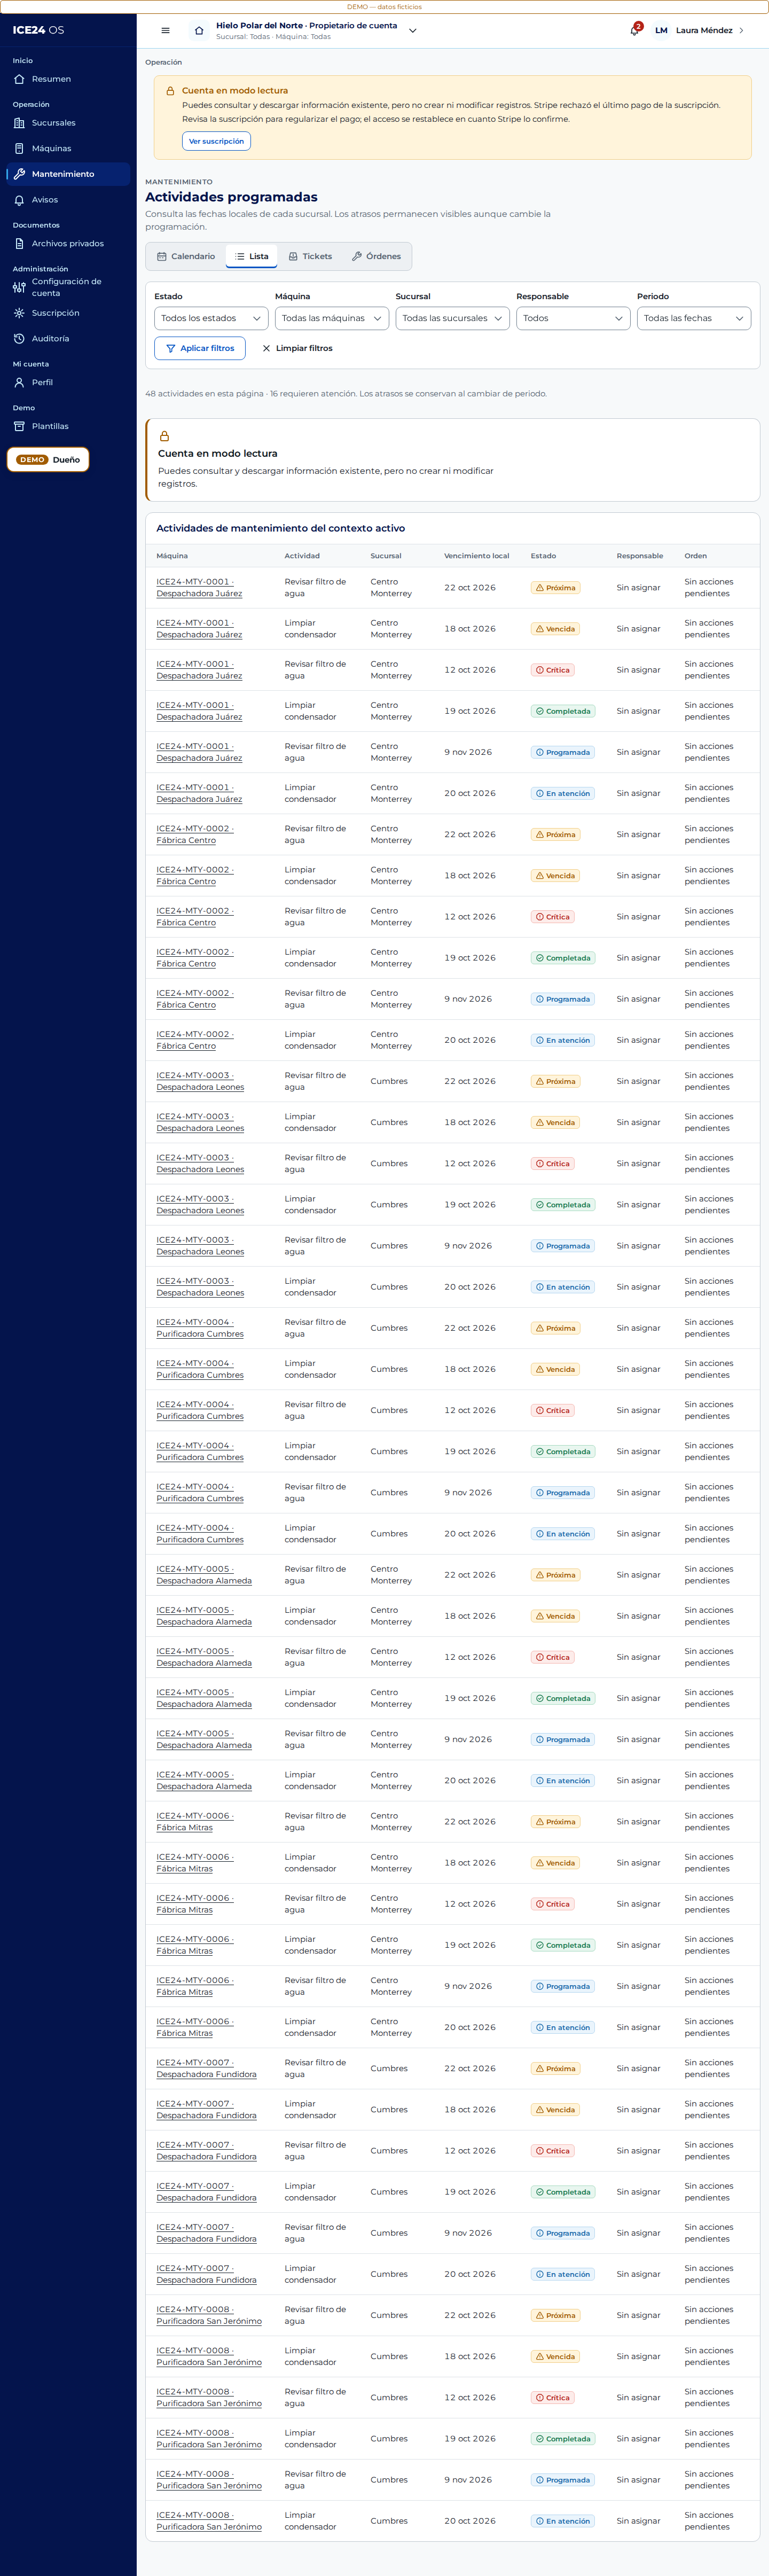 DEMO — datos ficticios
ICE24 OS
Inicio
Resumen
Operación
Sucursales
Máquinas
Mantenimiento
Avisos
Documentos
Archivos privados
Administración
Configuración de
cuenta
Suscripción
Auditoría
Mi cuenta
Perfil
Demo
Plantillas
DEMO Dueño
Hielo Polar del Norte · Propietario de cuenta
Sucursal: Todas · Máquina: Todas
2
LM Laura Méndez
Operación
Cuenta en modo lectura
Puedes consultar y descargar información existente, pero no crear ni modificar registros. Stripe rechazó el último pago de la suscripción.
Revisa la suscripción para regularizar el pago; el acceso se restablece en cuanto Stripe lo confirme.
Ver suscripción
MANTENIMIENTO
Actividades programadas
Consulta las fechas locales de cada sucursal. Los atrasos permanecen visibles aunque cambie la
programación.
Calendario Lista Tickets Órdenes
Estado Máquina Sucursal Responsable Periodo
Todos los estados Todas las máquinas Todas las sucursales Todos Todas las fechas
Aplicar filtros Limpiar filtros
48 actividades en esta página · 16 requieren atención. Los atrasos se conservan al cambiar de periodo.
Cuenta en modo lectura
Puedes consultar y descargar información existente, pero no crear ni modificar
registros.
Actividades de mantenimiento del contexto activo
Máquina Actividad Sucursal Vencimiento local Estado Responsable Orden
ICE24-MTY-0001 · Despachadora Juárez Revisar filtro de agua Centro Monterrey 22 oct 2026 Próxima Sin asignar Sin acciones pendientes
ICE24-MTY-0001 · Despachadora Juárez Limpiar condensador Centro Monterrey 18 oct 2026 Vencida Sin asignar Sin acciones pendientes
ICE24-MTY-0001 · Despachadora Juárez Revisar filtro de agua Centro Monterrey 12 oct 2026 Crítica Sin asignar Sin acciones pendientes
ICE24-MTY-0001 · Despachadora Juárez Limpiar condensador Centro Monterrey 19 oct 2026 Completada Sin asignar Sin acciones pendientes
ICE24-MTY-0001 · Despachadora Juárez Revisar filtro de agua Centro Monterrey 9 nov 2026 Programada Sin asignar Sin acciones pendientes
ICE24-MTY-0001 · Despachadora Juárez Limpiar condensador Centro Monterrey 20 oct 2026 En atención Sin asignar Sin acciones pendientes
ICE24-MTY-0002 · Fábrica Centro Revisar filtro de agua Centro Monterrey 22 oct 2026 Próxima Sin asignar Sin acciones pendientes
ICE24-MTY-0002 · Fábrica Centro Limpiar condensador Centro Monterrey 18 oct 2026 Vencida Sin asignar Sin acciones pendientes
ICE24-MTY-0002 · Fábrica Centro Revisar filtro de agua Centro Monterrey 12 oct 2026 Crítica Sin asignar Sin acciones pendientes
ICE24-MTY-0002 · Fábrica Centro Limpiar condensador Centro Monterrey 19 oct 2026 Completada Sin asignar Sin acciones pendientes
ICE24-MTY-0002 · Fábrica Centro Revisar filtro de agua Centro Monterrey 9 nov 2026 Programada Sin asignar Sin acciones pendientes
ICE24-MTY-0002 · Fábrica Centro Limpiar condensador Centro Monterrey 20 oct 2026 En atención Sin asignar Sin acciones pendientes
ICE24-MTY-0003 · Despachadora Leones Revisar filtro de agua Cumbres 22 oct 2026 Próxima Sin asignar Sin acciones pendientes
ICE24-MTY-0003 · Despachadora Leones Limpiar condensador Cumbres 18 oct 2026 Vencida Sin asignar Sin acciones pendientes
ICE24-MTY-0003 · Despachadora Leones Revisar filtro de agua Cumbres 12 oct 2026 Crítica Sin asignar Sin acciones pendientes
ICE24-MTY-0003 · Despachadora Leones Limpiar condensador Cumbres 19 oct 2026 Completada Sin asignar Sin acciones pendientes
ICE24-MTY-0003 · Despachadora Leones Revisar filtro de agua Cumbres 9 nov 2026 Programada Sin asignar Sin acciones pendientes
ICE24-MTY-0003 · Despachadora Leones Limpiar condensador Cumbres 20 oct 2026 En atención Sin asignar Sin acciones pendientes
ICE24-MTY-0004 · Purificadora Cumbres Revisar filtro de agua Cumbres 22 oct 2026 Próxima Sin asignar Sin acciones pendientes
ICE24-MTY-0004 · Purificadora Cumbres Limpiar condensador Cumbres 18 oct 2026 Vencida Sin asignar Sin acciones pendientes
ICE24-MTY-0004 · Purificadora Cumbres Revisar filtro de agua Cumbres 12 oct 2026 Crítica Sin asignar Sin acciones pendientes
ICE24-MTY-0004 · Purificadora Cumbres Limpiar condensador Cumbres 19 oct 2026 Completada Sin asignar Sin acciones pendientes
ICE24-MTY-0004 · Purificadora Cumbres Revisar filtro de agua Cumbres 9 nov 2026 Programada Sin asignar Sin acciones pendientes
ICE24-MTY-0004 · Purificadora Cumbres Limpiar condensador Cumbres 20 oct 2026 En atención Sin asignar Sin acciones pendientes
ICE24-MTY-0005 · Despachadora Alameda Revisar filtro de agua Centro Monterrey 22 oct 2026 Próxima Sin asignar Sin acciones pendientes
ICE24-MTY-0005 · Despachadora Alameda Limpiar condensador Centro Monterrey 18 oct 2026 Vencida Sin asignar Sin acciones pendientes
ICE24-MTY-0005 · Despachadora Alameda Revisar filtro de agua Centro Monterrey 12 oct 2026 Crítica Sin asignar Sin acciones pendientes
ICE24-MTY-0005 · Despachadora Alameda Limpiar condensador Centro Monterrey 19 oct 2026 Completada Sin asignar Sin acciones pendientes
ICE24-MTY-0005 · Despachadora Alameda Revisar filtro de agua Centro Monterrey 9 nov 2026 Programada Sin asignar Sin acciones pendientes
ICE24-MTY-0005 · Despachadora Alameda Limpiar condensador Centro Monterrey 20 oct 2026 En atención Sin asignar Sin acciones pendientes
ICE24-MTY-0006 · Fábrica Mitras Revisar filtro de agua Centro Monterrey 22 oct 2026 Próxima Sin asignar Sin acciones pendientes
ICE24-MTY-0006 · Fábrica Mitras Limpiar condensador Centro Monterrey 18 oct 2026 Vencida Sin asignar Sin acciones pendientes
ICE24-MTY-0006 · Fábrica Mitras Revisar filtro de agua Centro Monterrey 12 oct 2026 Crítica Sin asignar Sin acciones pendientes
ICE24-MTY-0006 · Fábrica Mitras Limpiar condensador Centro Monterrey 19 oct 2026 Completada Sin asignar Sin acciones pendientes
ICE24-MTY-0006 · Fábrica Mitras Revisar filtro de agua Centro Monterrey 9 nov 2026 Programada Sin asignar Sin acciones pendientes
ICE24-MTY-0006 · Fábrica Mitras Limpiar condensador Centro Monterrey 20 oct 2026 En atención Sin asignar Sin acciones pendientes
ICE24-MTY-0007 · Despachadora Fundidora Revisar filtro de agua Cumbres 22 oct 2026 Próxima Sin asignar Sin acciones pendientes
ICE24-MTY-0007 · Despachadora Fundidora Limpiar condensador Cumbres 18 oct 2026 Vencida Sin asignar Sin acciones pendientes
ICE24-MTY-0007 · Despachadora Fundidora Revisar filtro de agua Cumbres 12 oct 2026 Crítica Sin asignar Sin acciones pendientes
ICE24-MTY-0007 · Despachadora Fundidora Limpiar condensador Cumbres 19 oct 2026 Completada Sin asignar Sin acciones pendientes
ICE24-MTY-0007 · Despachadora Fundidora Revisar filtro de agua Cumbres 9 nov 2026 Programada Sin asignar Sin acciones pendientes
ICE24-MTY-0007 · Despachadora Fundidora Limpiar condensador Cumbres 20 oct 2026 En atención Sin asignar Sin acciones pendientes
ICE24-MTY-0008 · Purificadora San Jerónimo Revisar filtro de agua Cumbres 22 oct 2026 Próxima Sin asignar Sin acciones pendientes
ICE24-MTY-0008 · Purificadora San Jerónimo Limpiar condensador Cumbres 18 oct 2026 Vencida Sin asignar Sin acciones pendientes
ICE24-MTY-0008 · Purificadora San Jerónimo Revisar filtro de agua Cumbres 12 oct 2026 Crítica Sin asignar Sin acciones pendientes
ICE24-MTY-0008 · Purificadora San Jerónimo Limpiar condensador Cumbres 19 oct 2026 Completada Sin asignar Sin acciones pendientes
ICE24-MTY-0008 · Purificadora San Jerónimo Revisar filtro de agua Cumbres 9 nov 2026 Programada Sin asignar Sin acciones pendientes
ICE24-MTY-0008 · Purificadora San Jerónimo Limpiar condensador Cumbres 20 oct 2026 En atención Sin asignar Sin acciones pendientes